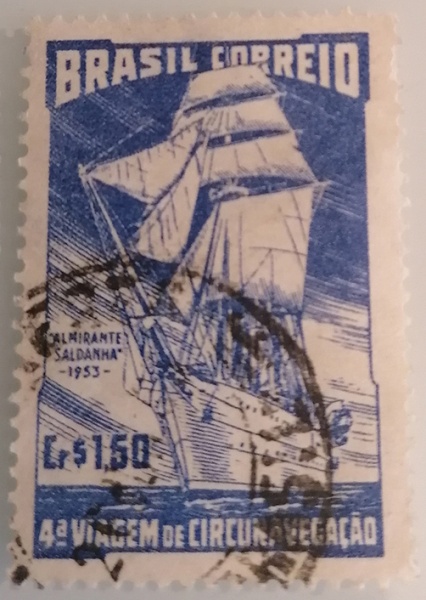 BRASIL CORREIO
"ALMIRANTE
SALDANHA"
-1953-
Cr$1,50
4ª VIAGEM DE CIRCUNAVEGAÇÃO